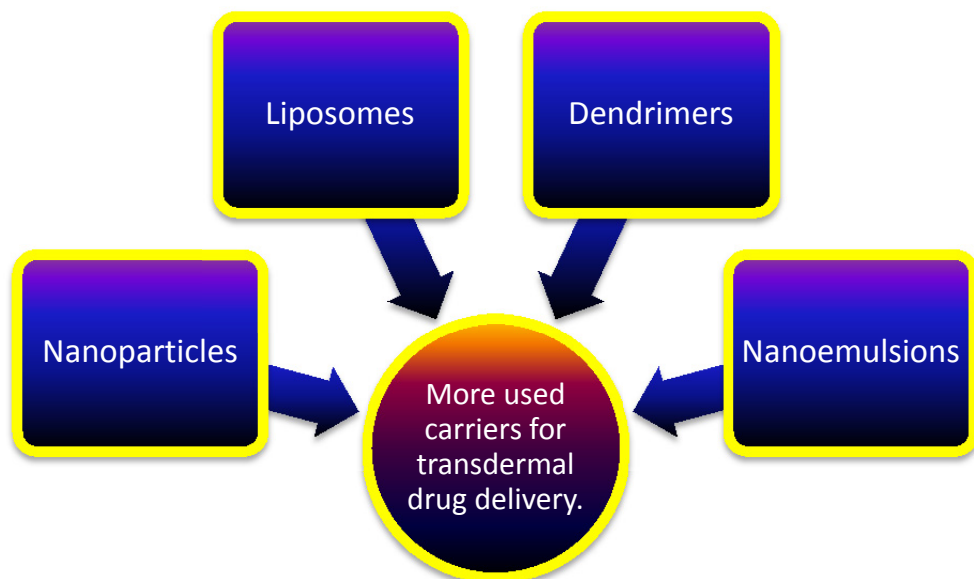 Liposomes
Dendrimers
Nanoparticles
Nanoemulsions
More used
carriers for
transdermal
drug delivery.